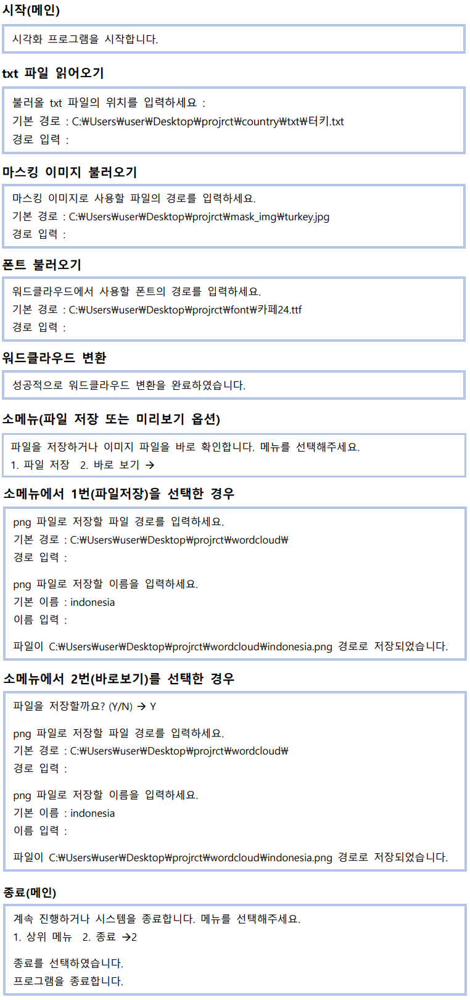 시작(메인)
시각화 프로그램을 시작합니다.
txt 파일 읽어오기
불러올 txt 파일의 위치를 입력하세요 :
기본 경로 : C:₩Users₩user₩Desktop₩projrct₩country₩txt₩터키.txt
경로 입력 :
마스킹 이미지 불러오기
마스킹 이미지로 사용할 파일의 경로를 입력하세요.
기본 경로 : C:₩Users₩user₩Desktop₩projrct₩mask_img₩turkey.jpg
경로 입력 :
폰트 불러오기
워드클라우드에서 사용할 폰트의 경로를 입력하세요.
기본 경로 : C:₩Users₩user₩Desktop₩projrct₩font₩카페24.ttf
경로 입력 :
워드클라우드 변환
성공적으로 워드클라우드 변환을 완료하였습니다.
소메뉴(파일 저장 또는 미리보기 옵션)
파일을 저장하거나 이미지 파일을 바로 확인합니다. 메뉴를 선택해주세요.
1. 파일 저장 2. 바로 보기 →
소메뉴에서 1번(파일저장)을 선택한 경우
png 파일로 저장할 파일 경로를 입력하세요.
기본 경로 : C:₩Users₩user₩Desktop₩projrct₩wordcloud₩
경로 입력 :
png 파일로 저장할 이름을 입력하세요.
기본 이름 : indonesia
이름 입력 :
파일이 C:₩Users₩user₩Desktop₩projrct₩wordcloud₩indonesia.png 경로로 저장되었습니다.
소메뉴에서 2번(바로보기)를 선택한 경우
파일을 저장할까요? (Y/N) → Y
png 파일로 저장할 파일 경로를 입력하세요.
기본 경로 : C:₩Users₩user₩Desktop₩projrct₩wordcloud₩
경로 입력 :
png 파일로 저장할 이름을 입력하세요.
기본 이름 : indonesia
이름 입력 :
파일이 C:₩Users₩user₩Desktop₩projrct₩wordcloud₩indonesia.png 경로로 저장되었습니다.
종료(메인)
계속 진행하거나 시스템을 종료합니다. 메뉴를 선택해주세요.
1. 상위 메뉴 2. 종료 →2
종료를 선택하였습니다.
프로그램을 종료합니다.